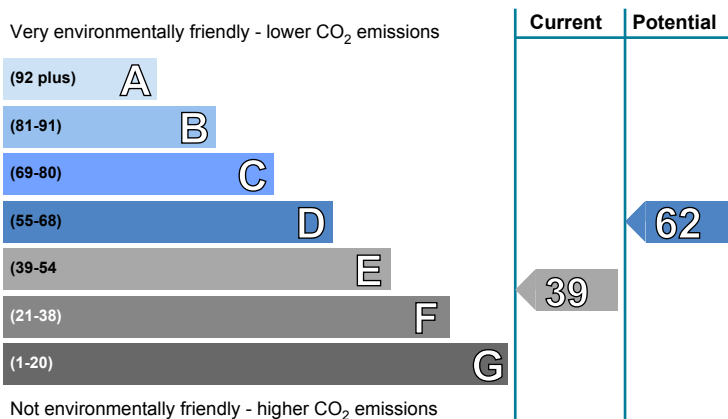 Current Potential
Very environmentally friendly - lower CO2 emissions
(92 plus) A
(81-91) B
(69-80) C
(55-68) D
62
(39-54 E
39
(21-38) F
(1-20) G
Not environmentally friendly - higher CO2 emissions